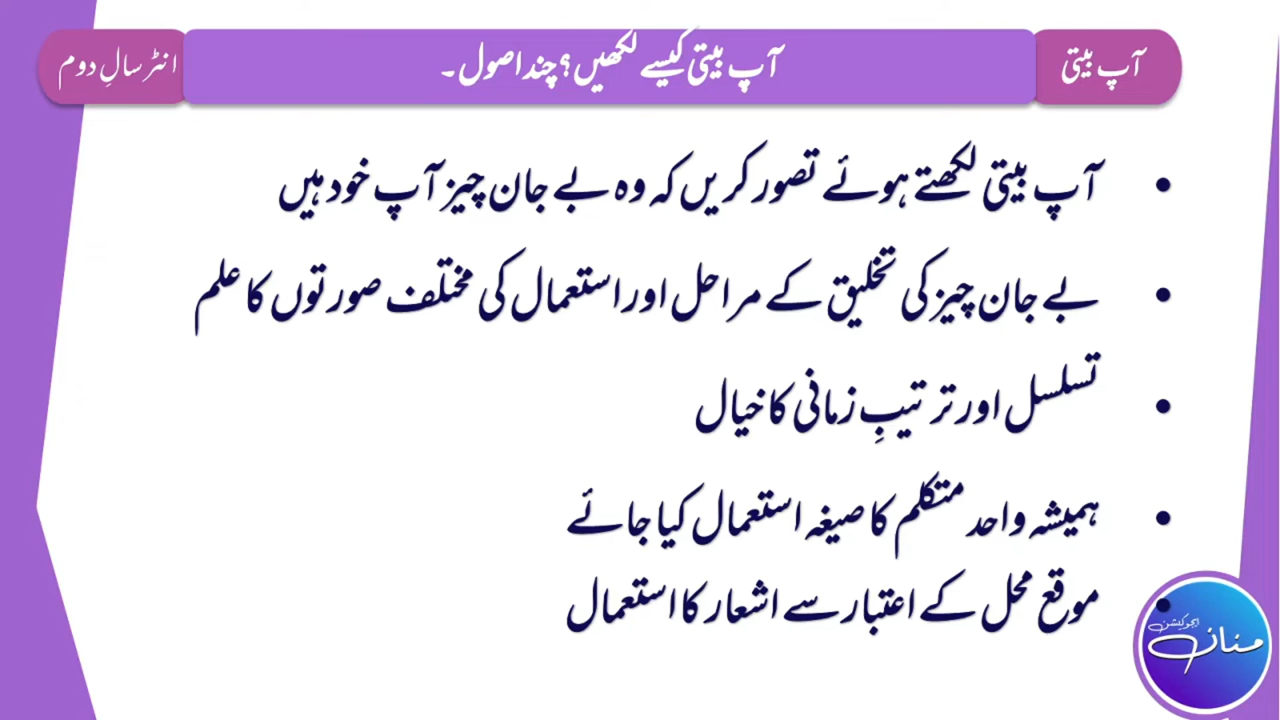 آپ بیتی
آپ بیتی کیسے لکھیں؟ چند اصول۔
انٹر سالِ دوم
• آپ بیتی لکھتے ہوئے تصور کریں کہ وہ بے جان چیز آپ خود ہیں
• بے جان چیز کی تخلیق کے مراحل اور استعمال کی مختلف صورتوں کا علم
• تسلسل اور ترتیبِ زمانی کا خیال
• ہمیشہ واحد متکلم کا صیغہ استعمال کیا جائے
• موقع محل کے اعتبار سے اشعار کا استعمال
منان
ایجوکیشن